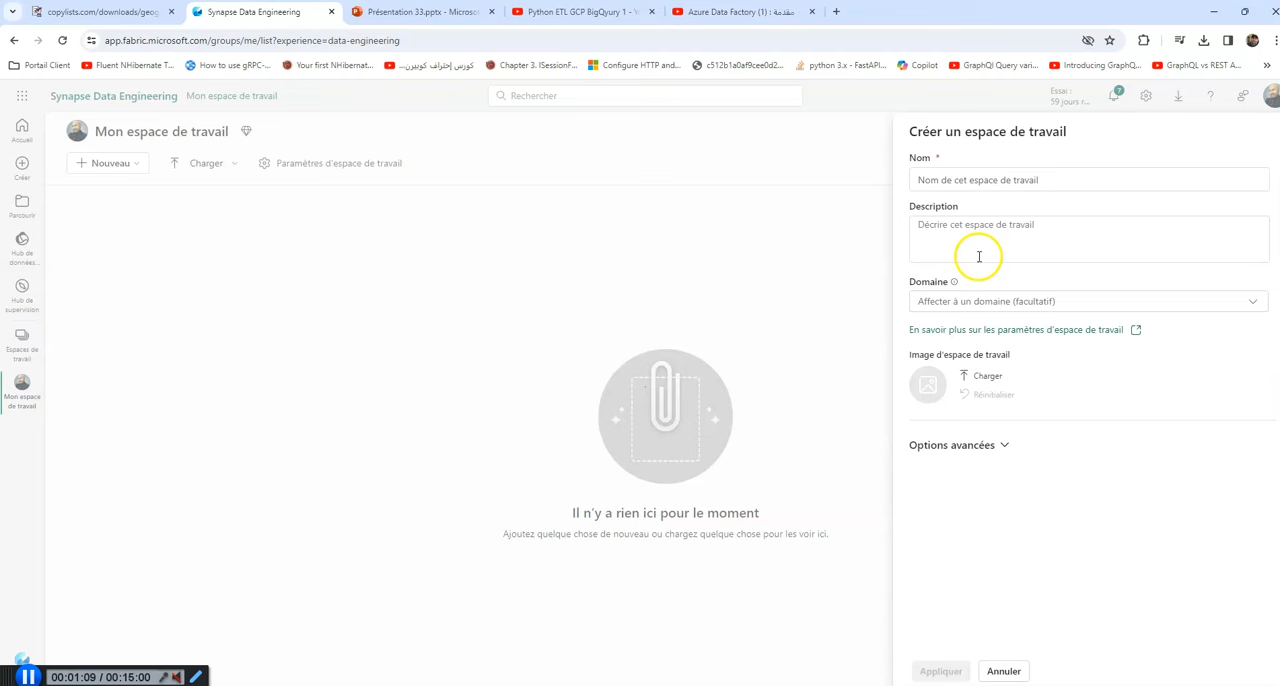 copylists.com/downloads/geog
Synapse Data Engineering
Présentation 33.pptx - Microsof
Python ETL GCP BigQyury 1 - Yo
Azure Data Factory (1) : مقدمة
app.fabric.microsoft.com/groups/me/list?experience=data-engineering
Portail Client
Fluent NHibernate T...
How to use gRPC-...
Your first NHibernat...
كورس إحتراف كوبيرن...
Chapter 3. ISessionF...
Configure HTTP and...
c512b1a0af9cee0d2...
python 3.x - FastAPI...
Copilot
GraphQl Query vari...
Introducing GraphQ...
GraphQL vs REST A...
»
Synapse Data Engineering
Mon espace de travail
Rechercher
Essai :
59 jours r...
7
?
Accueil
Créer
Parcourir
Hub de
données...
Hub de
supervision
Espaces de
travail
Mon espace
de travail
Mon espace de travail
Nouveau
Charger
Paramètres d'espace de travail
Il n'y a rien ici pour le moment
Ajoutez quelque chose de nouveau ou chargez quelque chose pour les voir ici.
Créer un espace de travail
Nom *
Nom de cet espace de travail
Description
Décrire cet espace de travail
Domaine
Affecter à un domaine (facultatif)
En savoir plus sur les paramètres d'espace de travail
Image d'espace de travail
Charger
Réinitialiser
Options avancées
Appliquer
Annuler
00:01:09 / 00:15:00